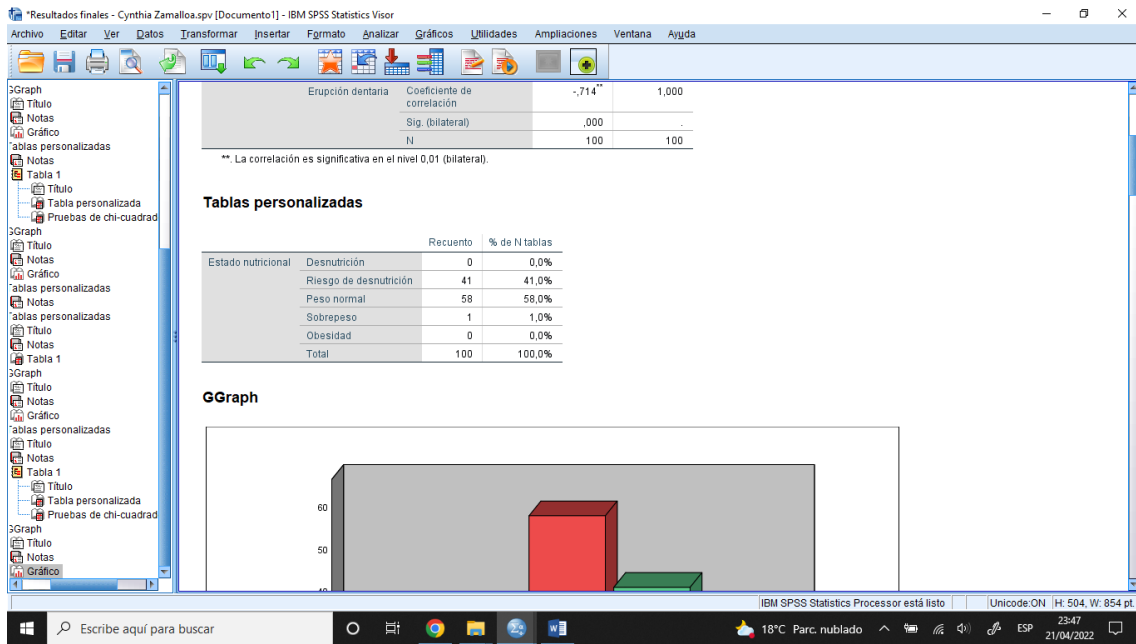 *Resultados finales - Cynthia Zamalloa.spv [Documento1] - IBM SPSS Statistics Visor
Archivo Editar Ver Datos Transformar Insertar Formato Analizar Gráficos Utilidades Ampliaciones Ventana Ayuda
GGraph
Título
Notas
Gráfico
Tablas personalizadas
Notas
Tabla 1
Título
Tabla personalizada
Pruebas de chi-cuadrad
GGraph
Título
Notas
Gráfico
Tablas personalizadas
Notas
Tablas personalizadas
Título
Notas
Tabla 1
GGraph
Título
Notas
Gráfico
Tablas personalizadas
Título
Notas
Tabla 1
Título
Tabla personalizada
Pruebas de chi-cuadrad
GGraph
Título
Notas
Gráfico
Erupción dentaria Coeficiente de correlación -,714** 1,000
Sig. (bilateral) ,000 .
N 100 100
**. La correlación es significativa en el nivel 0,01 (bilateral).
Tablas personalizadas
Recuento % de N tablas
Estado nutricional Desnutrición 0 0,0%
Riesgo de desnutrición 41 41,0%
Peso normal 58 58,0%
Sobrepeso 1 1,0%
Obesidad 0 0,0%
Total 100 100,0%
GGraph
60
50
40
IBM SPSS Statistics Processor está listo Unicode:ON H: 504, W: 854 pt.
Escribe aquí para buscar
18°C Parc. nublado ESP 23:47
21/04/2022